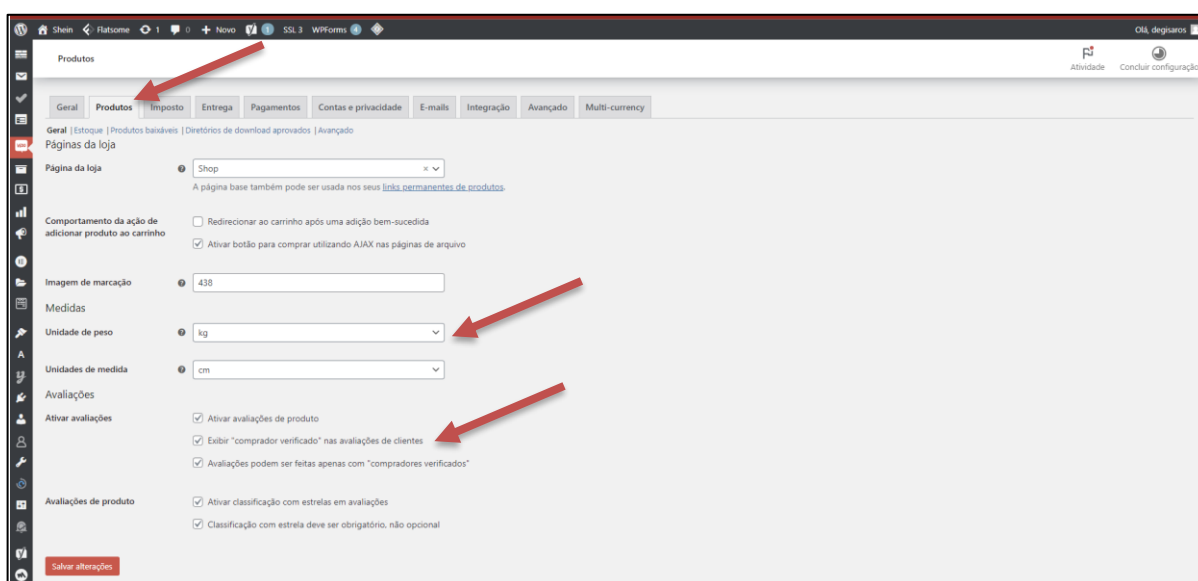 Shein Flatsome 1 0 + Novo 1 SSL 3 WPForms 4 Olá, degisaros
Produtos
Atividade Concluir configuração
Geral Produtos Imposto Entrega Pagamentos Contas e privacidade E-mails Integração Avançado Multi-currency
Geral | Estoque | Produtos baixáveis | Diretórios de download aprovados | Avançado
Páginas da loja
Página da loja Shop
A página base também pode ser usada nos seus links permanentes de produtos.
Comportamento da ação de
adicionar produto ao carrinho
Redirecionar ao carrinho após uma adição bem-sucedida
Ativar botão para comprar utilizando AJAX nas páginas de arquivo
Imagem de marcação 438
Medidas
Unidade de peso kg
Unidades de medida cm
Avaliações
Ativar avaliações Ativar avaliações de produto
Exibir "comprador verificado" nas avaliações de clientes
Avaliações podem ser feitas apenas com "compradores verificados"
Avaliações de produto Ativar classificação com estrelas em avaliações
Classificação com estrela deve ser obrigatório, não opcional
Salvar alterações